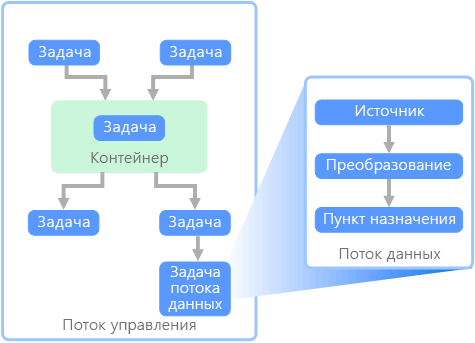 Задача
Задача
Задача
Контейнер
Задача
Задача
Задача
потока
данных
Поток управления
Источник
Преобразование
Пункт назначения
Поток данных